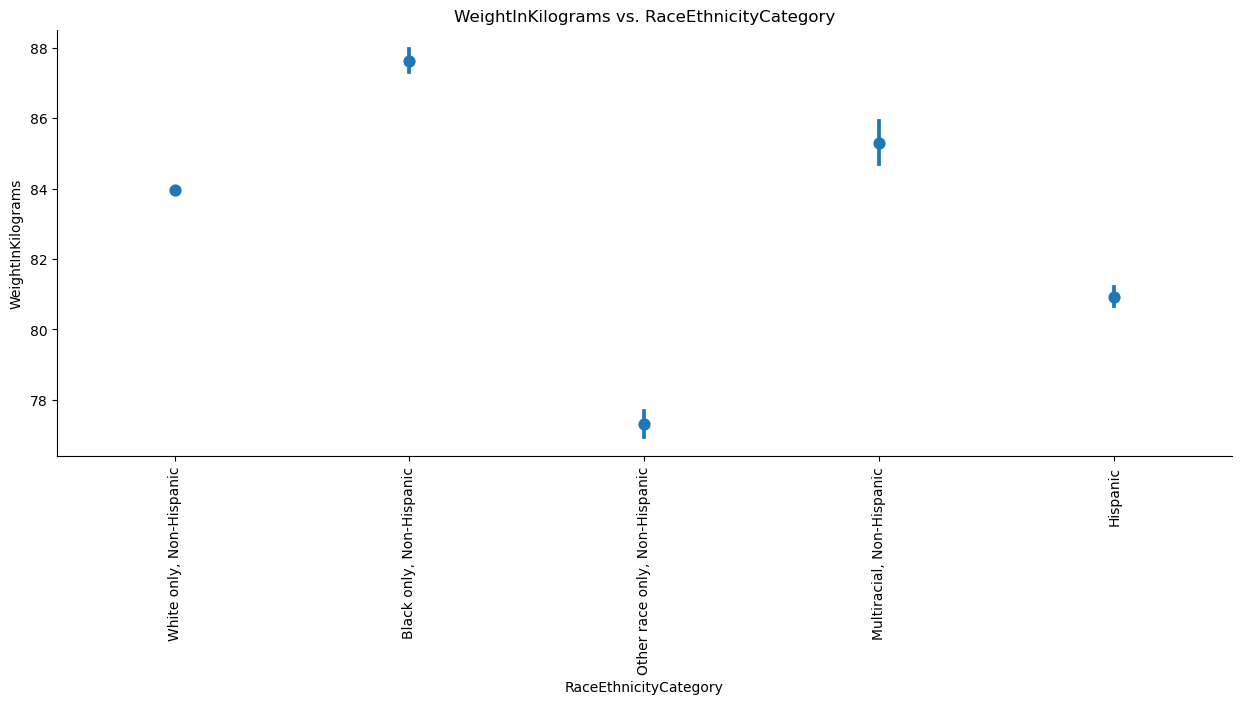 WeightInKilograms vs. RaceEthnicityCategory
WeightInKilograms
88
86
84
82
80
78
White only, Non-Hispanic
Black only, Non-Hispanic
Other race only, Non-Hispanic
Multiracial, Non-Hispanic
Hispanic
RaceEthnicityCategory